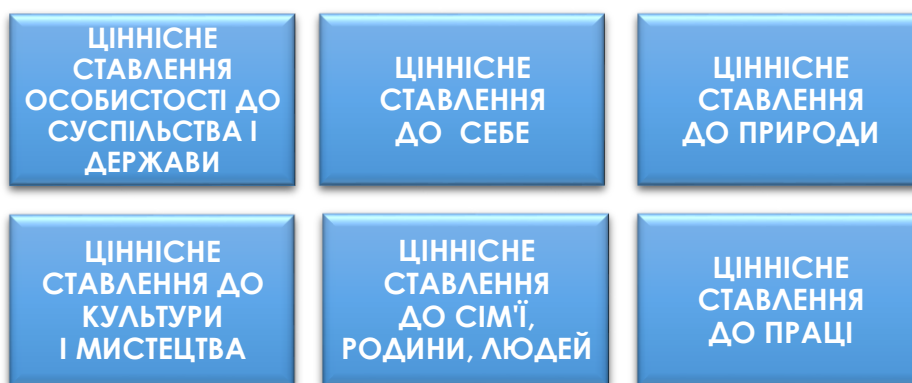 ЦІННІСНЕ
СТАВЛЕННЯ
ОСОБИСТОСТІ ДО
СУСПІЛЬСТВА І
ДЕРЖАВИ
ЦІННІСНЕ
СТАВЛЕННЯ
ДО СЕБЕ
ЦІННІСНЕ
СТАВЛЕННЯ
ДО ПРИРОДИ
ЦІННІСНЕ
СТАВЛЕННЯ ДО
КУЛЬТУРИ
І МИСТЕЦТВА
ЦІННІСНЕ
СТАВЛЕННЯ
ДО СІМ'Ї,
РОДИНИ, ЛЮДЕЙ
ЦІННІСНЕ
СТАВЛЕННЯ
ДО ПРАЦІ